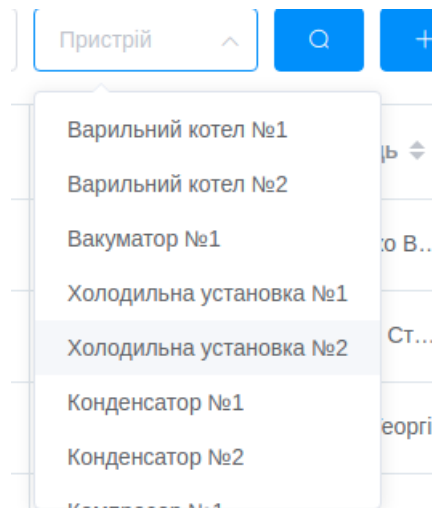 Пристрій
Варильний котел №1
Варильний котел №2
Вакуматор №1
Холодильна установка №1
Холодильна установка №2
Конденсатор №1
Конденсатор №2
В…
Ст…